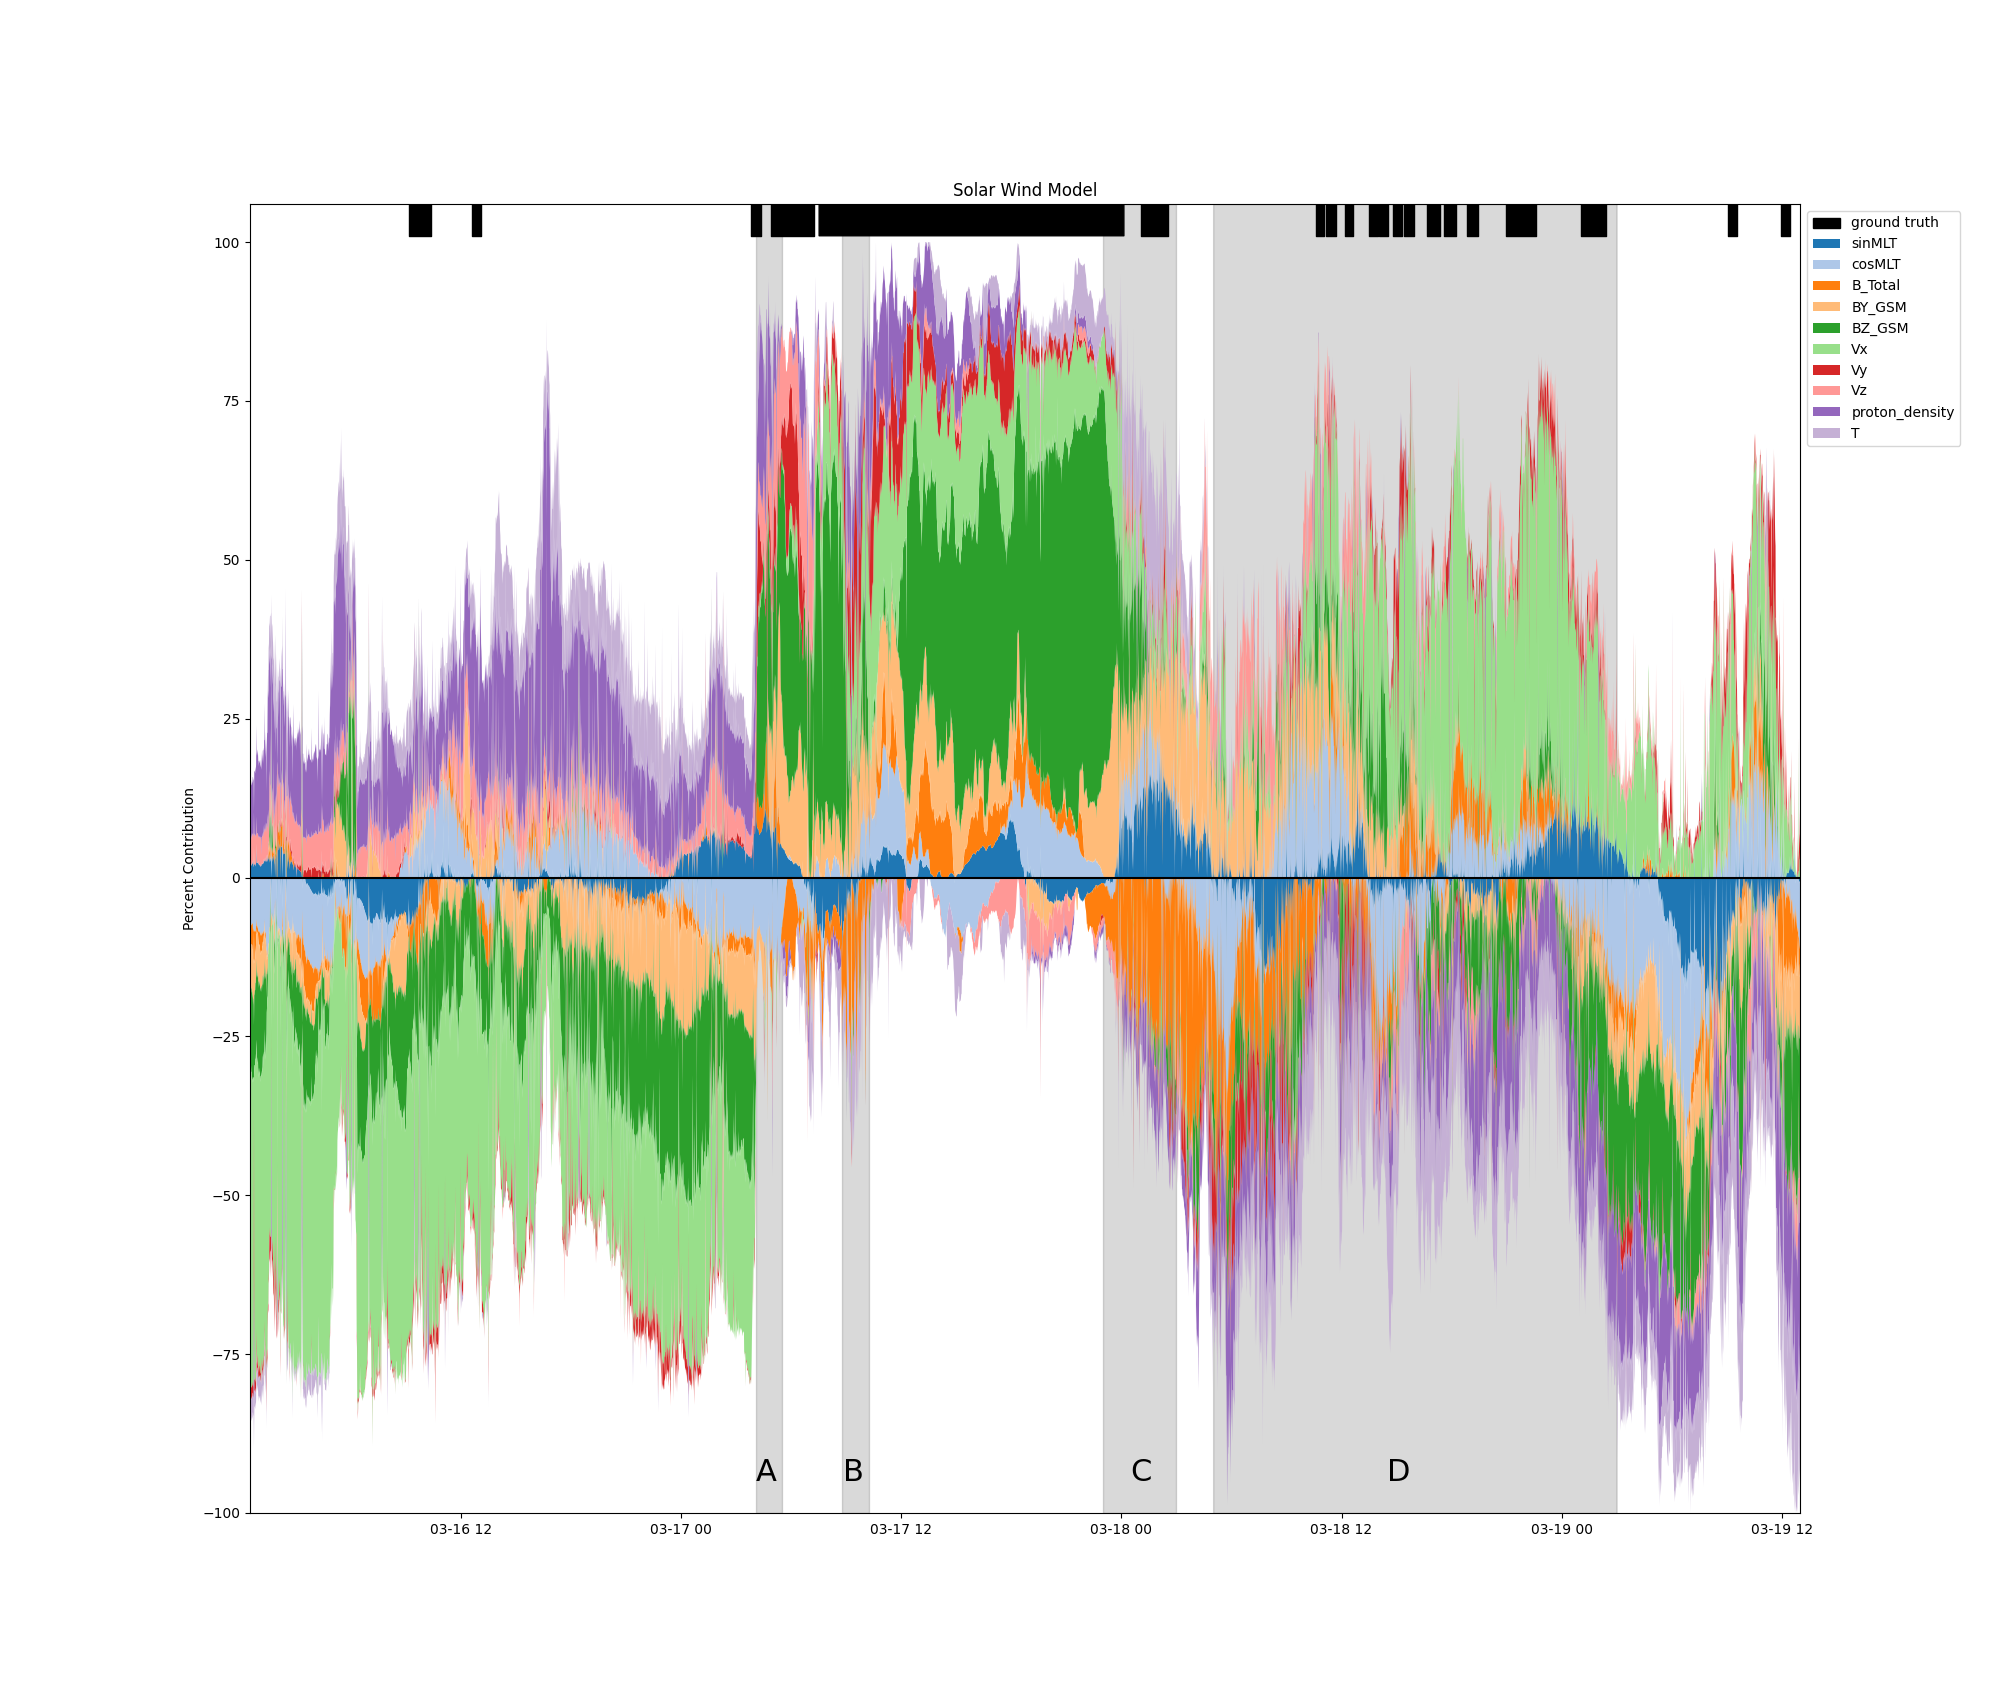 Solar Wind Model
100
75
50
25
0
−25
−50
−75
−100
Percent Contribution
ground truth
sinMLT
cosMLT
B_Total
BY_GSM
BZ_GSM
Vx
Vy
Vz
proton_density
T
A B C D
03-16 12 03-17 00 03-17 12 03-18 00 03-18 12 03-19 00 03-19 12